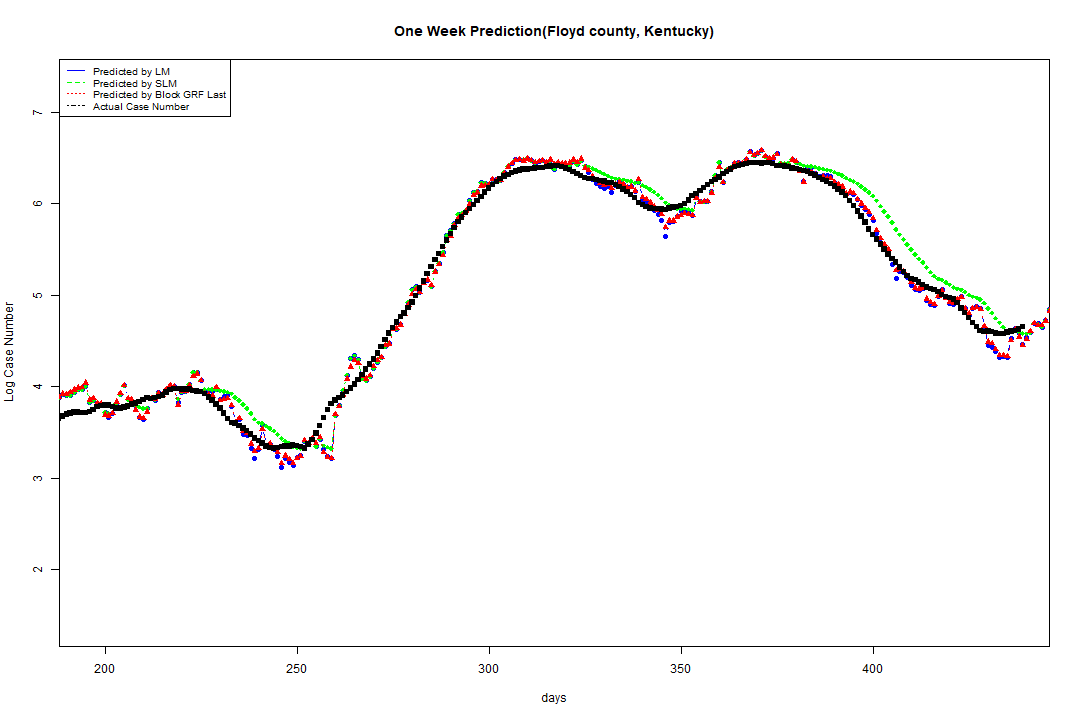 One Week Prediction(Floyd county, Kentucky)
Predicted by LM
Predicted by SLM
Predicted by Block GRF Last
Actual Case Number
7
6
5
4
3
2
Log Case Number
200 250 300 350 400
days